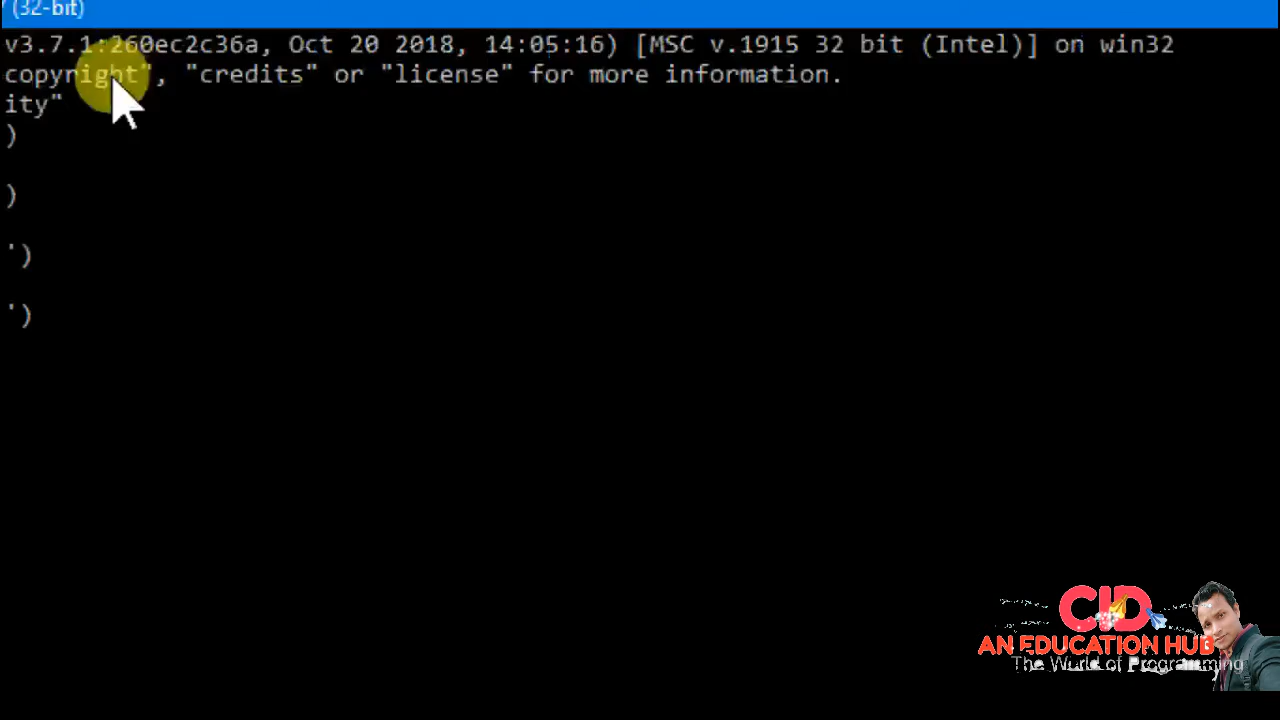 (32-bit)
v3.7.1:260ec2c36a, Oct 20 2018, 14:05:16) [MSC v.1915 32 bit (Intel)] on win32
copyright", "credits" or "license" for more information.
ity"
)
)
')
')
CID
AN EDUCATION HUB
The World of Programming